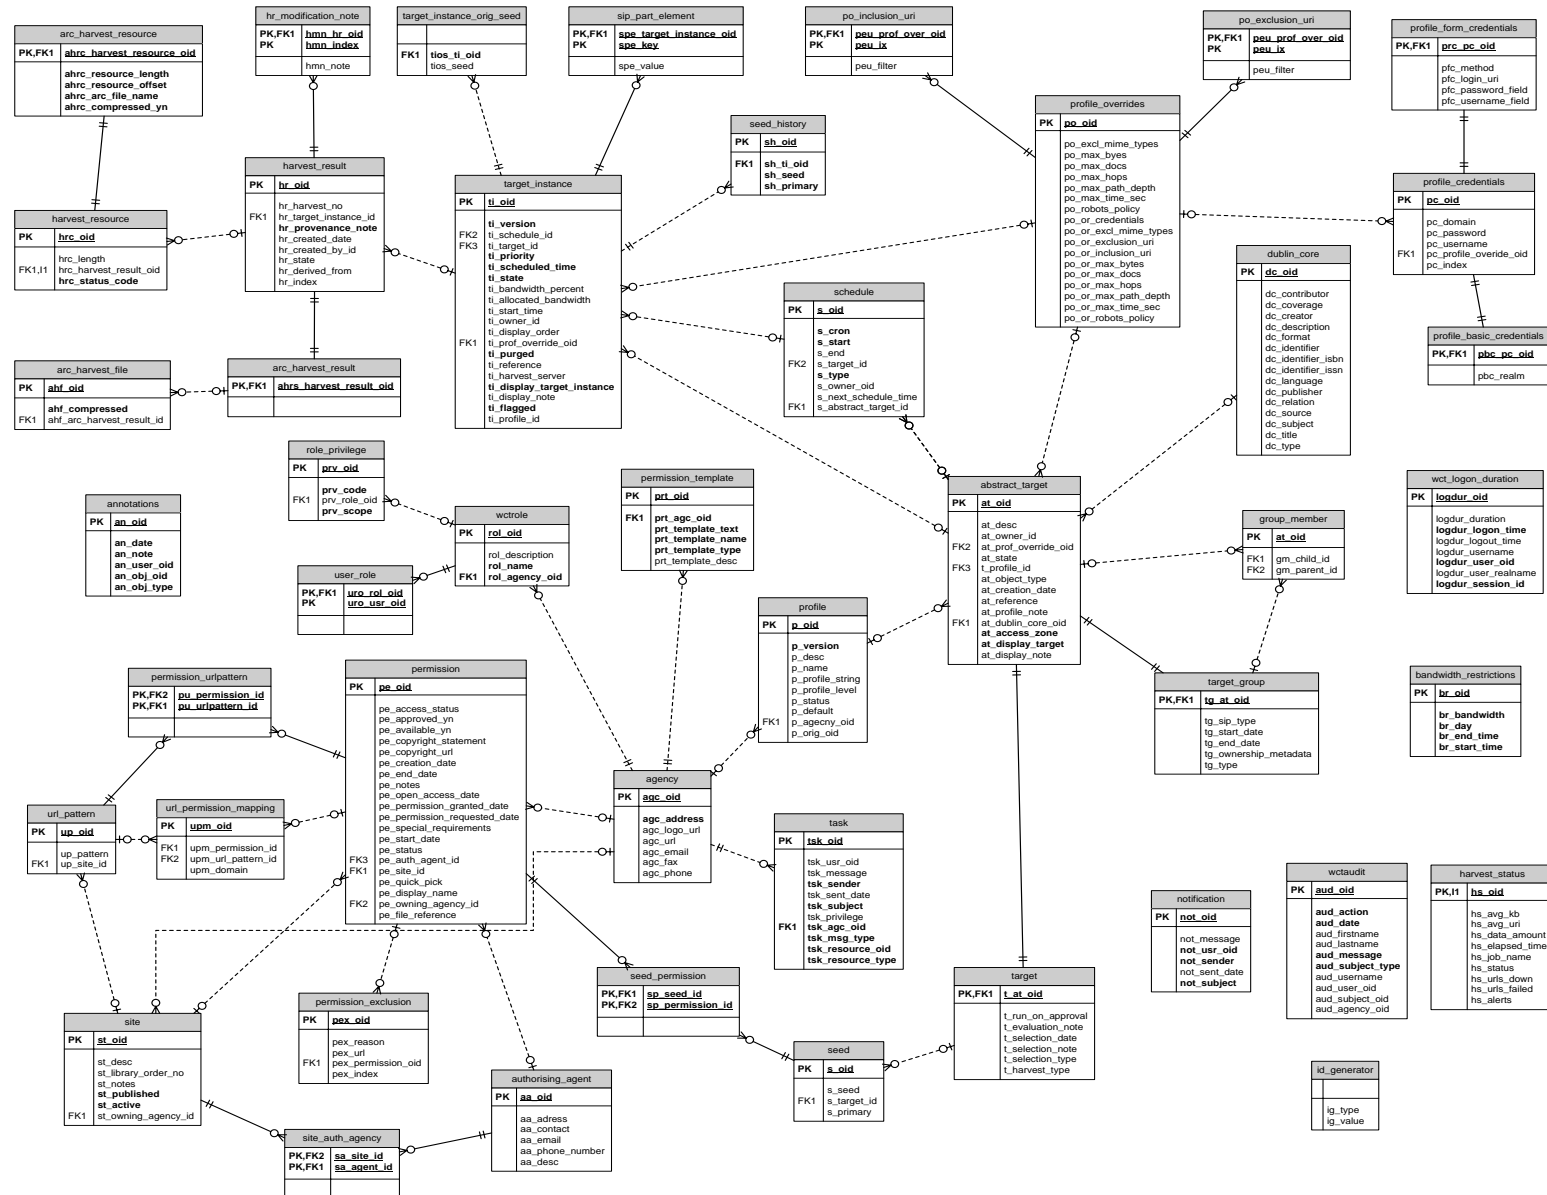 arc_harvest_resource
PK,FK1 ahrc_harvest_resource_oid
ahrc_resource_length
ahrc_resource_offset
ahrc_arc_file_name
ahrc_compressed_yn
hr_modification_note
PK,FK1 hmn_hr_oid
PK hmn_index
hmn_note
target_instance_orig_seed
FK1 tios_ti_oid
tios_seed
sip_part_element
PK,FK1 spe_target_instance_oid
PK spe_key
spe_value
po_inclusion_uri
PK,FK1 peu_prof_over_oid
PK peu_ix
peu_filter
po_exclusion_uri
PK,FK1 peu_prof_over_oid
PK peu_ix
peu_filter
profile_form_credentials
PK,FK1 prc_pc_oid
pfc_method
pfc_login_uri
pfc_password_field
pfc_username_field
seed_history
PK sh_oid
FK1 sh_ti_oid
sh_seed
sh_primary
profile_overrides
PK po_oid
po_excl_mime_types
po_max_byes
po_max_docs
po_max_hops
po_max_path_depth
po_max_time_sec
po_robots_policy
po_or_credentials
po_or_excl_mime_types
po_or_exclusion_uri
po_or_inclusion_uri
po_or_max_bytes
po_or_max_docs
po_or_max_hops
po_or_max_path_depth
po_or_max_time_sec
po_or_robots_policy
harvest_result
PK hr_oid
hr_harvest_no
FK1 hr_target_instance_id
hr_provenance_note
hr_created_date
hr_created_by_id
hr_state
hr_derived_from
hr_index
target_instance
PK ti_oid
ti_version
FK2 ti_schedule_id
FK3 ti_target_id
ti_priority
ti_scheduled_time
ti_state
ti_bandwidth_percent
ti_allocated_bandwidth
ti_start_time
ti_owner_id
ti_display_order
FK1 ti_prof_override_oid
ti_purged
ti_reference
ti_harvest_server
ti_display_target_instance
ti_display_note
ti_flagged
ti_profile_id
profile_credentials
PK pc_oid
pc_domain
pc_password
pc_username
FK1 pc_profile_overide_oid
pc_index
harvest_resource
PK hrc_oid
hrc_length
FK1,I1 hrc_harvest_result_oid
hrc_status_code
dublin_core
PK dc_oid
dc_contributor
dc_coverage
dc_creator
dc_description
dc_format
dc_identifier
dc_identifier_isbn
dc_identifier_issn
dc_language
dc_publisher
dc_relation
dc_source
dc_subject
dc_title
dc_type
schedule
PK s_oid
s_cron
s_start
s_end
FK2 s_target_id
s_type
s_owner_oid
s_next_schedule_time
FK1 s_abstract_target_id
profile_basic_credentials
PK,FK1 pbc_pc_oid
pbc_realm
arc_harvest_file
PK ahf_oid
ahf_compressed
FK1 ahf_arc_harvest_result_id
arc_harvest_result
PK,FK1 ahrs_harvest_result_oid
role_privilege
PK prv_oid
prv_code
FK1 prv_role_oid
prv_scope
permission_template
PK prt_oid
FK1 prt_agc_oid
prt_template_text
prt_template_name
prt_template_type
prt_template_desc
abstract_target
PK at_oid
at_desc
at_owner_id
FK2 at_prof_override_oid
at_state
FK3 t_profile_id
at_object_type
at_creation_date
at_reference
at_profile_note
FK1 at_dublin_core_oid
at_access_zone
at_display_target
at_display_note
wct_logon_duration
PK logdur_oid
logdur_duration
logdur_logon_time
logdur_logout_time
logdur_username
logdur_user_oid
logdur_user_realname
logdur_session_id
annotations
PK an_oid
an_date
an_note
an_user_oid
an_obj_oid
an_obj_type
wctrole
PK rol_oid
rol_description
rol_name
FK1 rol_agency_oid
group_member
PK at_oid
FK1 gm_child_id
FK2 gm_parent_id
user_role
PK,FK1 uro_rol_oid
PK uro_usr_oid
profile
PK p_oid
p_version
p_desc
p_name
p_profile_string
p_profile_level
p_status
p_default
FK1 p_agecny_oid
p_orig_oid
permission_urlpattern
PK,FK2 pu_permission_id
PK,FK1 pu_urlpattern_id
permission
PK pe_oid
pe_access_status
pe_approved_yn
pe_available_yn
pe_copyright_statement
pe_copyright_url
pe_creation_date
pe_end_date
pe_notes
pe_open_access_date
pe_permission_granted_date
pe_permission_requested_date
pe_special_requirements
pe_start_date
pe_status
FK3 pe_auth_agent_id
FK1 pe_site_id
pe_quick_pick
pe_display_name
FK2 pe_owning_agency_id
pe_file_reference
target_group
PK,FK1 tg_at_oid
tg_sip_type
tg_start_date
tg_end_date
tg_ownership_metadata
tg_type
bandwidth_restrictions
PK br_oid
br_bandwidth
br_day
br_end_time
br_start_time
agency
PK agc_oid
agc_address
agc_logo_url
agc_url
agc_email
agc_fax
agc_phone
url_pattern
PK up_oid
up_pattern
FK1 up_site_id
url_permission_mapping
PK upm_oid
FK1 upm_permission_id
FK2 upm_url_pattern_id
upm_domain
task
PK tsk_oid
tsk_usr_oid
tsk_message
tsk_sender
tsk_sent_date
tsk_subject
tsk_privilege
FK1 tsk_agc_oid
tsk_msg_type
tsk_resource_oid
tsk_resource_type
notification
PK not_oid
not_message
not_usr_oid
not_sender
not_sent_date
not_subject
wctaudit
PK aud_oid
aud_action
aud_date
aud_firstname
aud_lastname
aud_message
aud_subject_type
aud_username
aud_user_oid
aud_subject_oid
aud_agency_oid
harvest_status
PK,I1 hs_oid
hs_avg_kb
hs_avg_uri
hs_data_amount
hs_elapsed_time
hs_job_name
hs_status
hs_urls_down
hs_urls_failed
hs_alerts
seed_permission
PK,FK1 sp_seed_id
PK,FK2 sp_permission_id
target
PK,FK1 t_at_oid
t_run_on_approval
t_evaluation_note
t_selection_date
t_selection_note
t_selection_type
t_harvest_type
permission_exclusion
PK pex_oid
pex_reason
pex_url
FK1 pex_permission_oid
pex_index
site
PK st_oid
st_desc
st_library_order_no
st_notes
st_published
st_active
FK1 st_owning_agency_id
seed
PK s_oid
s_seed
FK1 s_target_id
s_primary
authorising_agent
PK aa_oid
aa_adress
aa_contact
aa_email
aa_phone_number
aa_desc
id_generator
ig_type
ig_value
site_auth_agency
PK,FK2 sa_site_id
PK,FK1 sa_agent_id